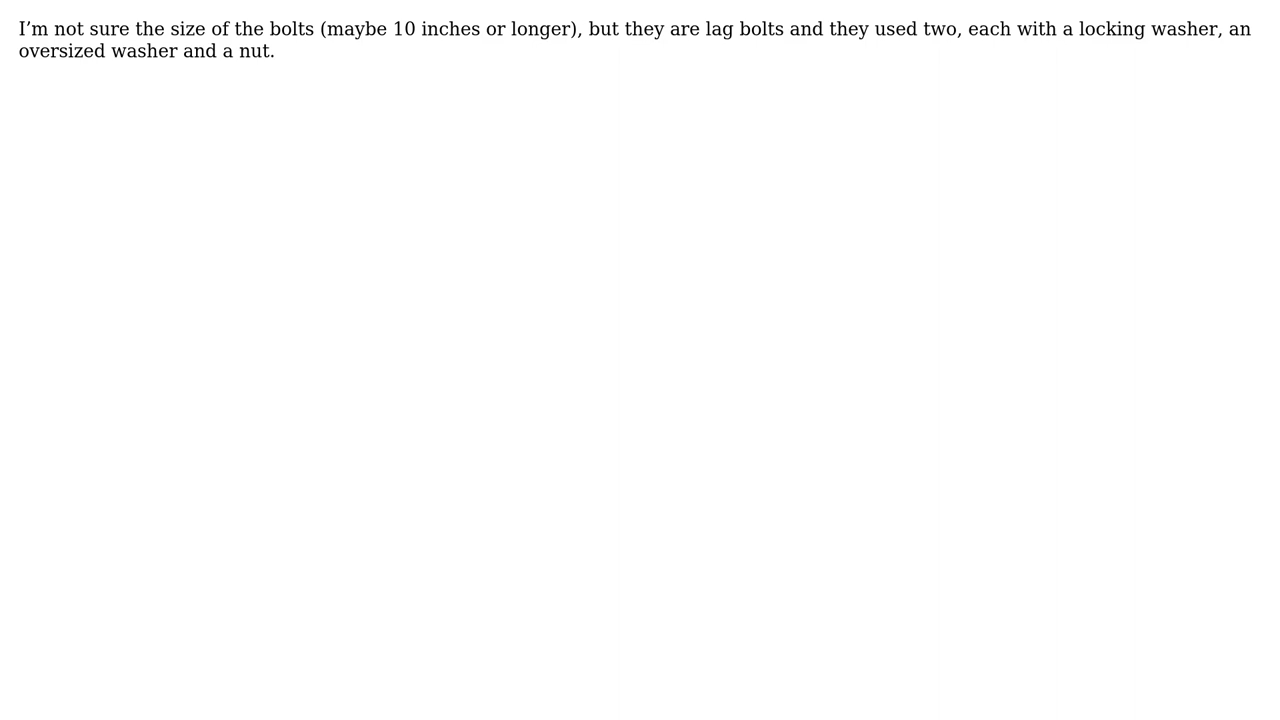 I’m not sure the size of the bolts (maybe 10 inches or longer), but they are lag bolts and they used two, each with a locking washer, an
oversized washer and a nut.